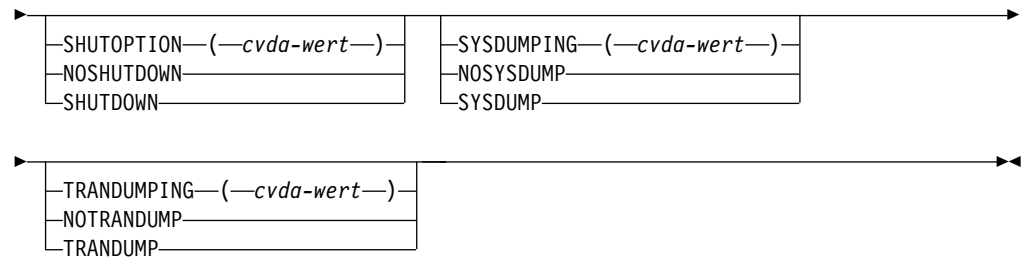 SHUTOPTION ( cvda-wert ) SYSDUMPING ( cvda-wert )
NOSHUTDOWN NOSYSDUMP
SHUTDOWN SYSDUMP
TRANDUMPING ( cvda-wert )
NOTRANDUMP
TRANDUMP